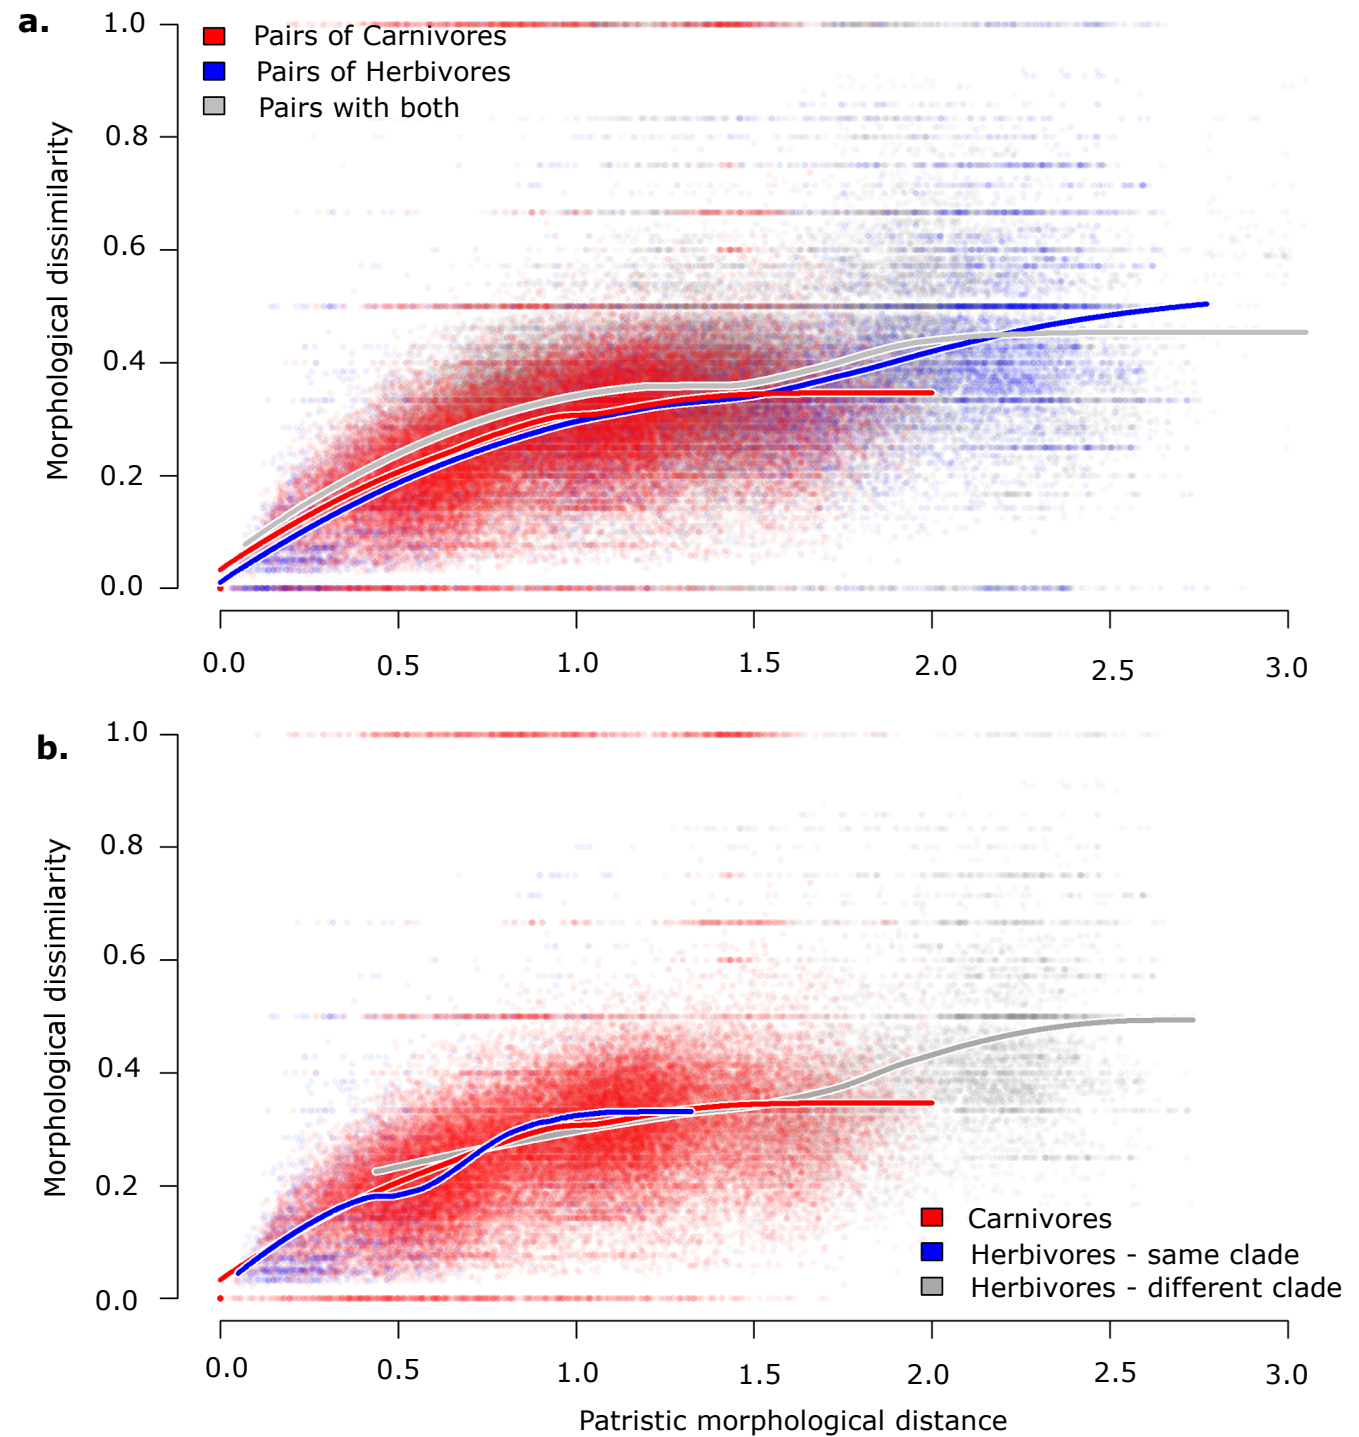 a.
1.0
0.8
0.6
0.4
0.2
0.0
Morphological dissimilarity
Pairs of Carnivores
Pairs of Herbivores
Pairs with both
0.0 0.5 1.0 1.5 2.0 2.5 3.0
b.
1.0
0.8
0.6
0.4
0.2
0.0
Morphological dissimilarity
Carnivores
Herbivores - same clade
Herbivores - different clade
0.0 0.5 1.0 1.5 2.0 2.5 3.0
Patristic morphological distance